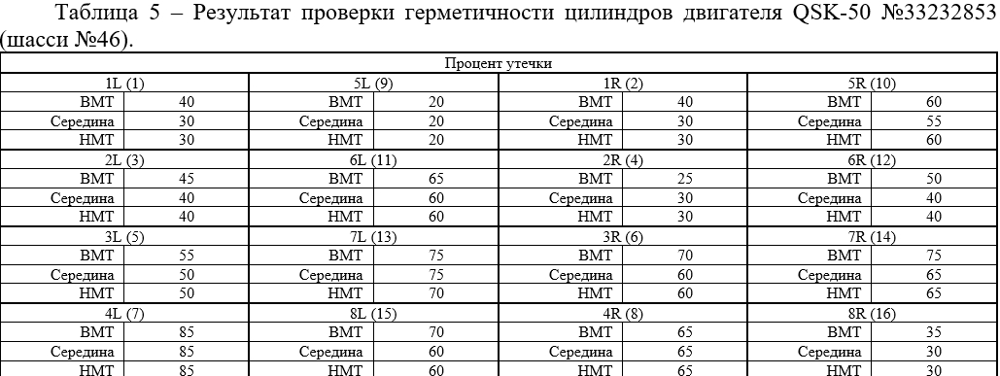 Таблица 5 – Результат проверки герметичности цилиндров двигателя QSK-50 №33232853
(шасси №46).
Процент утечки
1L (1) 5L (9) 1R (2) 5R (10)
ВМТ 40 ВМТ 20 ВМТ 40 ВМТ 60
Середина 30 Середина 20 Середина 30 Середина 55
НМТ 30 НМТ 20 НМТ 30 НМТ 60
2L (3) 6L (11) 2R (4) 6R (12)
ВМТ 45 ВМТ 65 ВМТ 25 ВМТ 50
Середина 40 Середина 60 Середина 30 Середина 40
НМТ 40 НМТ 60 НМТ 30 НМТ 40
3L (5) 7L (13) 3R (6) 7R (14)
ВМТ 55 ВМТ 75 ВМТ 70 ВМТ 75
Середина 50 Середина 75 Середина 60 Середина 65
НМТ 50 НМТ 70 НМТ 60 НМТ 65
4L (7) 8L (15) 4R (8) 8R (16)
ВМТ 85 ВМТ 70 ВМТ 65 ВМТ 35
Середина 85 Середина 60 Середина 65 Середина 30
НМТ 85 НМТ 60 НМТ 65 НМТ 30